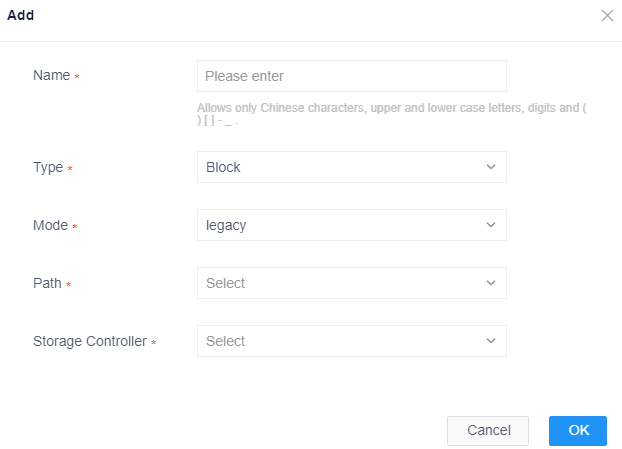 Add
Name *
Please enter
Allows only Chinese characters, upper and lower case letters, digits and (
) [ ] - _ .
Type *
Block
Mode *
legacy
Path *
Select
Storage Controller *
Select
Cancel
OK